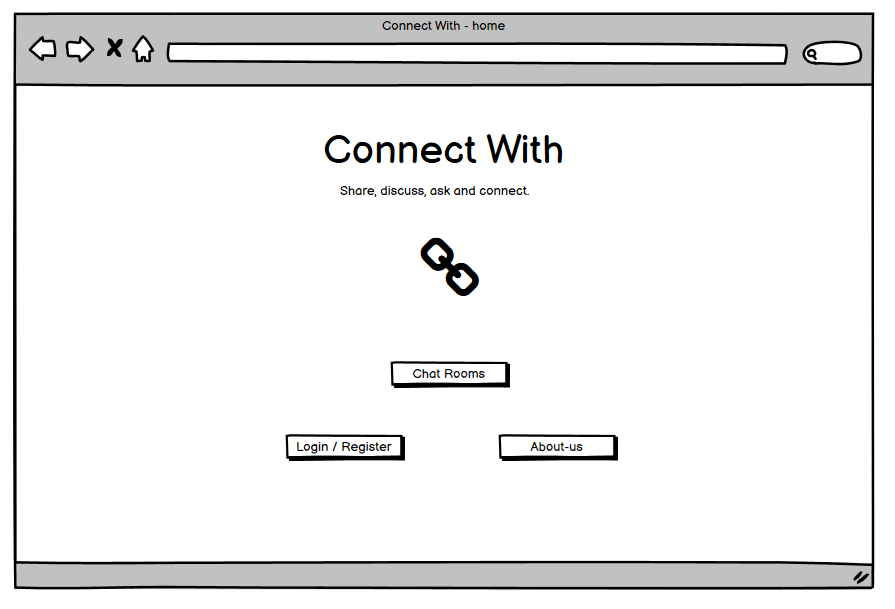 Connect With - home
Connect With
Share, discuss, ask and connect.
Chat Rooms
Login / Register
About-us